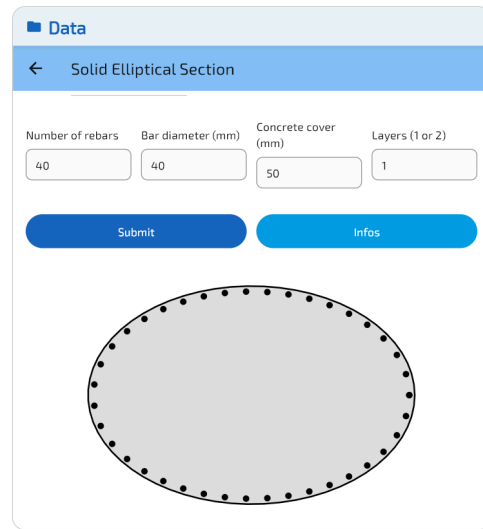 Data
Solid Elliptical Section
Number of rebars
Bar diameter (mm)
Concrete cover
(mm)
Layers (1 or 2)
40
40
50
1
Submit
Infos